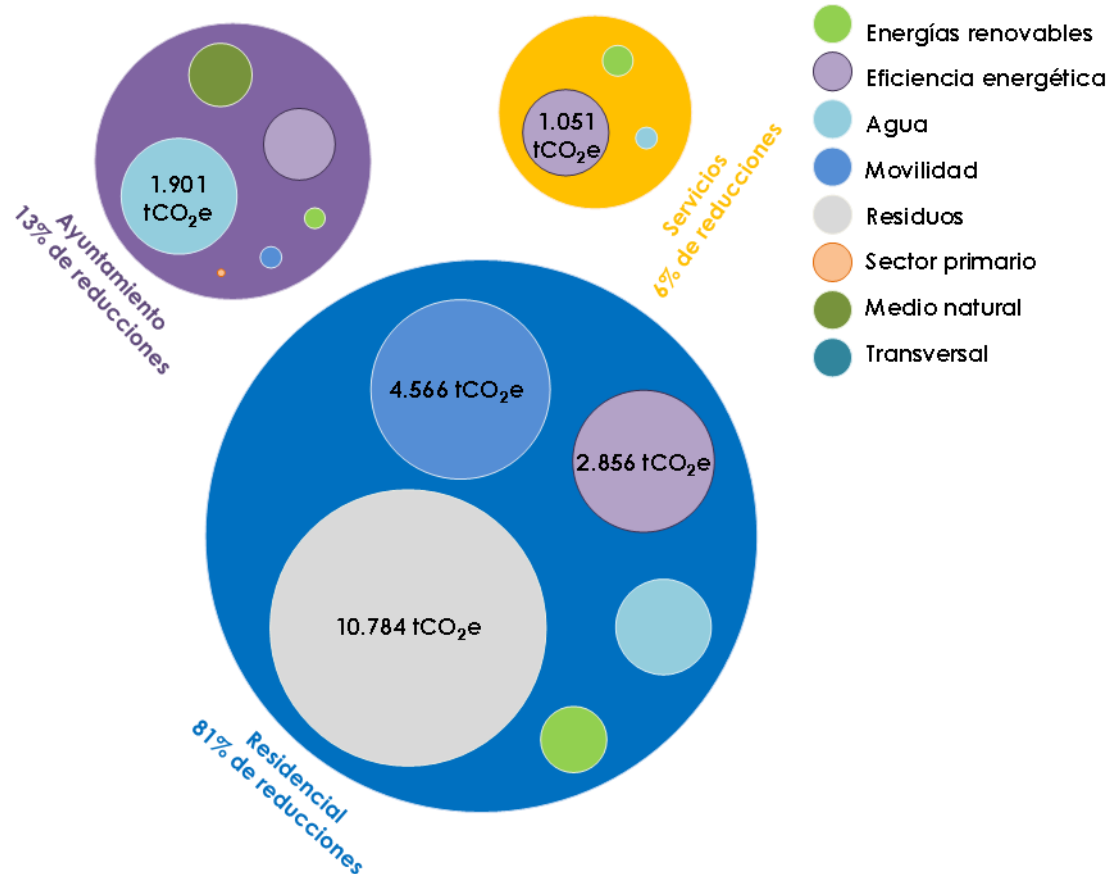 1.901
tCO₂e
Ayuntamiento
13% de reducciones
1.051
tCO₂e
Servicios
6% de reducciones
4.566 tCO₂e
2.856 tCO₂e
10.784 tCO₂e
Residencial
81% de reducciones
Energías renovables
Eficiencia energética
Agua
Movilidad
Residuos
Sector primario
Medio natural
Transversal